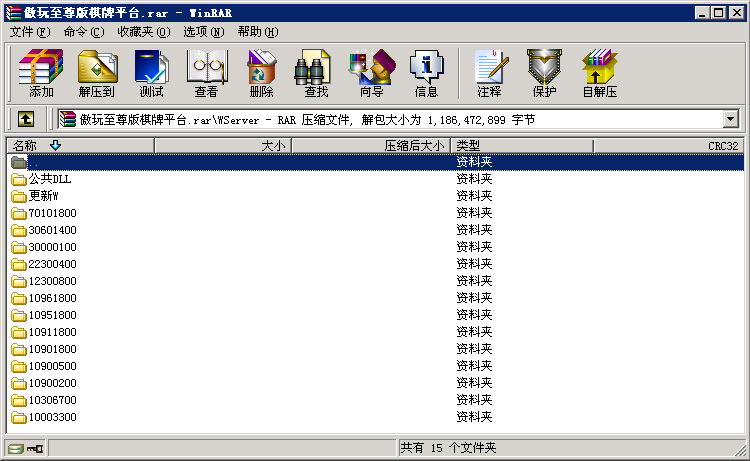 傲玩至尊版棋牌平台.rar - WinRAR
文件(F) 命令(C) 收藏夹(O) 选项(N) 帮助(H)
添加 解压到 测试 查看 删除 查找 向导 信息 注释 保护 自解压
傲玩至尊版棋牌平台.rar\WServer - RAR 压缩文件, 解包大小为 1,186,472,899 字节
名称 大小 压缩后大小 类型 CRC32
.. 资料夹
公共DLL 资料夹
更新W 资料夹
70101800 资料夹
30601400 资料夹
30000100 资料夹
22300400 资料夹
12300800 资料夹
10961800 资料夹
10951800 资料夹
10911800 资料夹
10901800 资料夹
10900500 资料夹
10900200 资料夹
10306700 资料夹
10003300 资料夹
共有 15 个文件夹